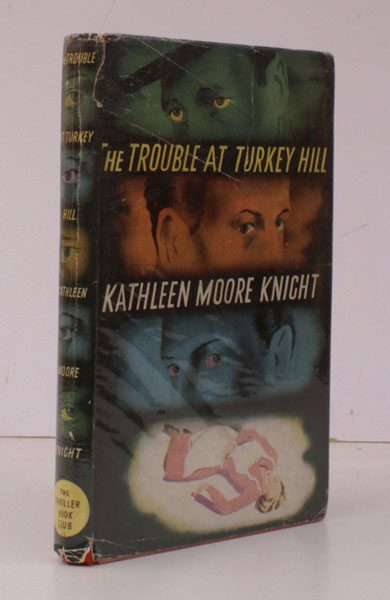 THE TROUBLE AT TURKEY HILL
KATHLEEN MOORE KNIGHT
TROUBLE
AT TURKEY
HILL
KATHLEEN
MOORE
KNIGHT
THE
THRILLER
BOOK
CLUB